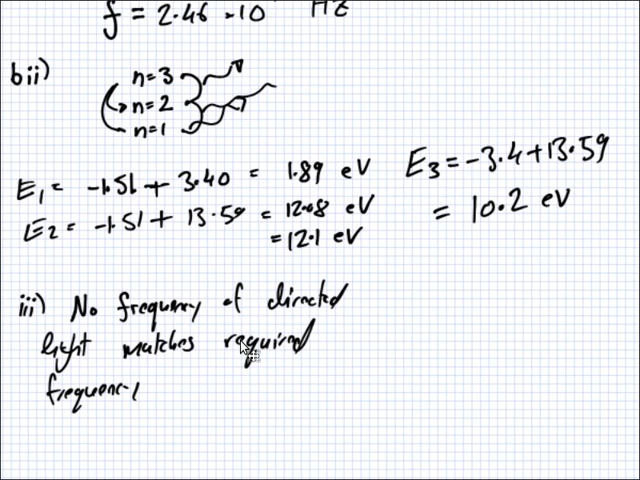 f = 2.46 × 10 Hz
bii)
n=3
n=2
n=1
E₁ = -1.51 + 3.40 = 1.89 eV
E₂ = -1.51 + 13.59 = 12.08 eV
= 12.1 eV
E₃ = -3.4 + 13.59
= 10.2 eV
iii) No frequency of directed
light matches required
frequency